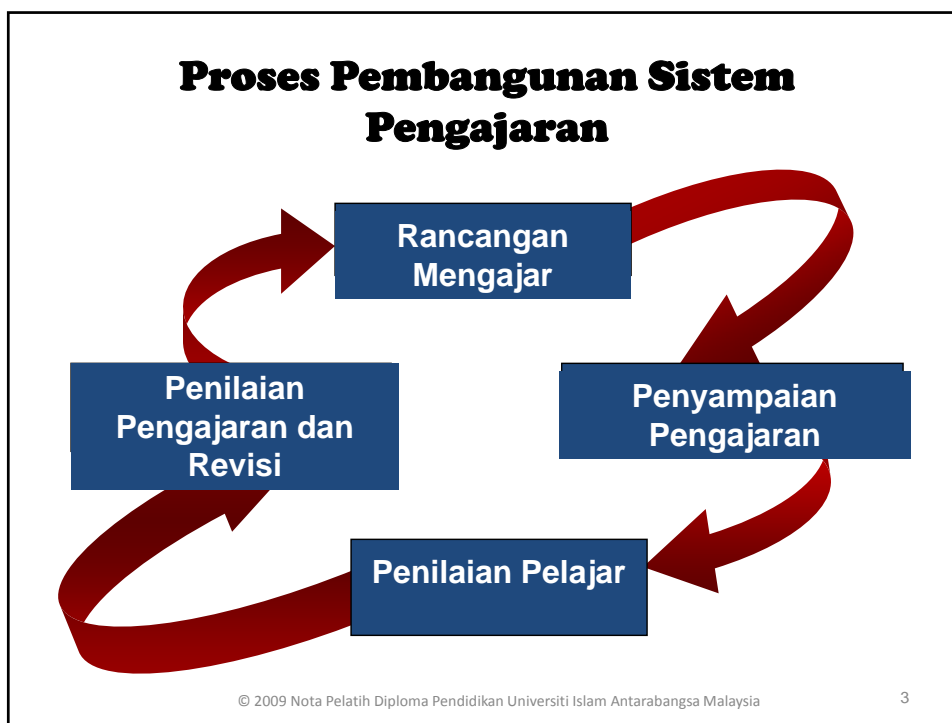 Proses Pembangunan Sistem
Pengajaran
Rancangan
Mengajar
Penilaian
Pengajaran dan
Revisi
Penyampaian
Pengajaran
Penilaian Pelajar
© 2009 Nota Pelatih Diploma Pendidikan Universiti Islam Antarabangsa Malaysia
3